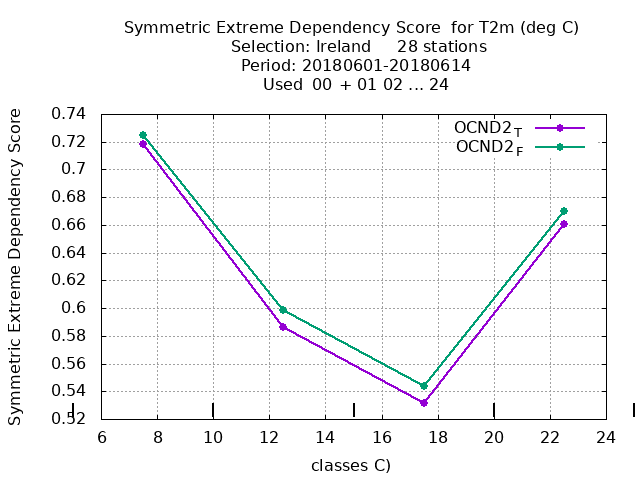 Symmetric Extreme Dependency Score  for T2m (deg C)
Selection: Ireland     28 stations
Period: 20180601-20180614
Used  00  + 01 02 ... 24
Symmetric Extreme Dependency Score
0.74
0.72
0.7
0.68
0.66
0.64
0.62
0.6
0.58
0.56
0.54
0.52
OCND2T
OCND2F
6 8 10 12 14 16 18 20 22 24
classes C)